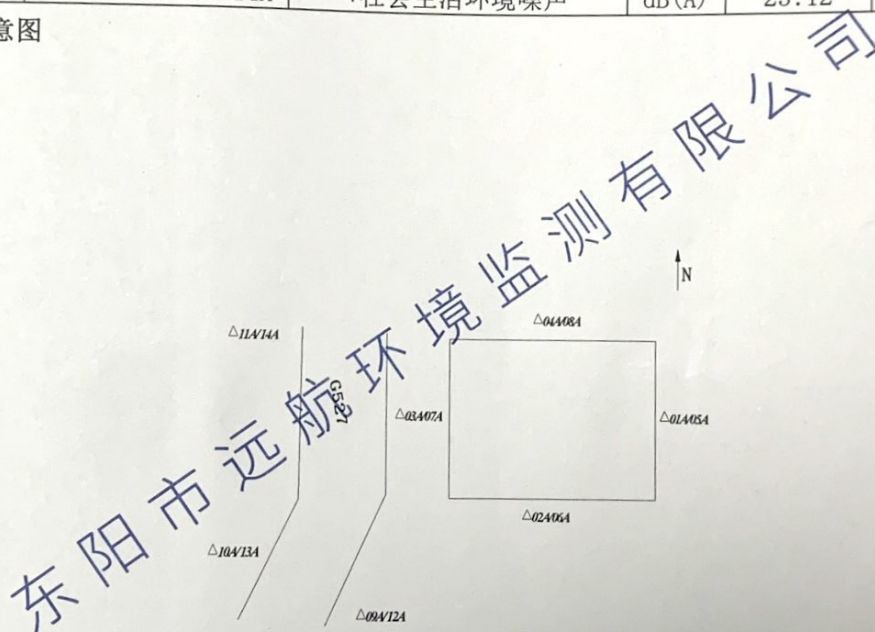 社会生活环境噪声 dB(A) 25.12
意图
N
△04A/08A
△11A/14A
G527
△03A/07A
△01A/05A
△02A/06A
△10A/13A
△09A/12A
东阳市远航环境监测有限公司